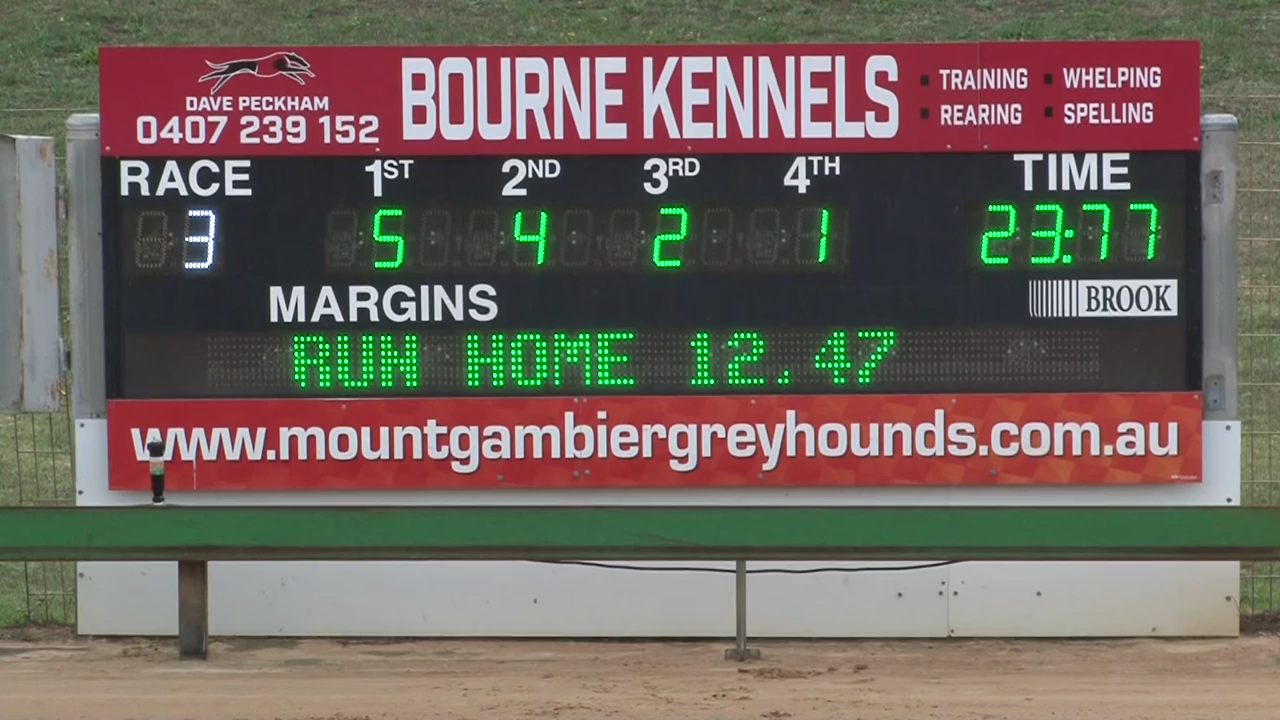 DAVE PECKHAM
0407 239 152
BOURNE KENNELS
▪ TRAINING ▪ WHELPING
▪ REARING ▪ SPELLING
RACE 1ST 2ND 3RD 4TH TIME
3 5 4 2 1 23:77
MARGINS
BROOK
RUN HOME 12.47
www.mountgambiergreyhounds.com.au